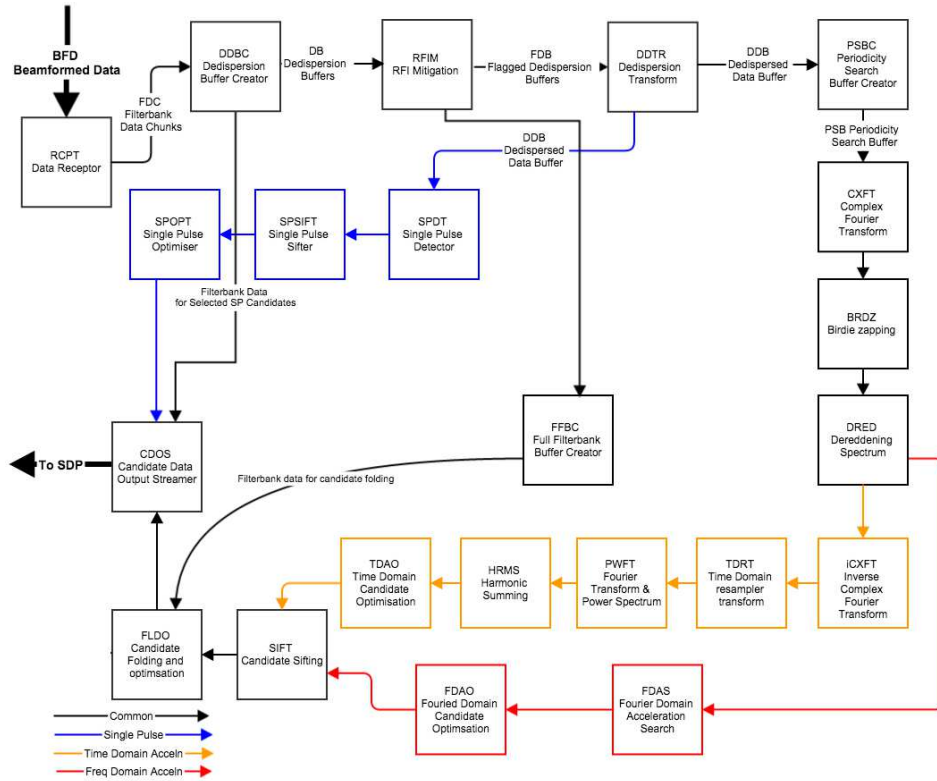 BFD
Beamformed Data
FDC
Filterbank
Data Chunks
RCPT
Data Receptor
DDBC
Dedispersion
Buffer Creator
DB
Dedispersion
Buffers
RFIM
RFI Mitigation
FDB
Flagged Dedispersion
Buffers
DDTR
Dedispersion
Transform
DDB
Dedispersed
Data Buffer
PSBC
Periodicity
Search
Buffer Creator
PSB Periodicity
Search Buffer
DDB
Dedispersed
Data Buffer
SPOPT
Single Pulse
Optimiser
SPSIFT
Single Pulse
Sifter
SPDT
Single Pulse
Detector
CXFT
Complex
Fourier
Transform
Filterbank Data
for Selected SP Candidates
BRDZ
Birdie zapping
To SDP
CDOS
Candidate Data
Output Streamer
FFBC
Full Filterbank
Buffer Creator
DRED
Dereddening
Spectrum
Filterbank data for candidate folding
TDAO
Time Domain
Candidate
Optimisation
HRMS
Harmonic
Summing
PWFT
Fourier
Transform &
Power Spectrum
TDRT
Time Domain
resampler
transform
iCXFT
Inverse
Complex
Fourier
Transform
FLDO
Candidate
Folding and
optimsation
SIFT
Candidate Sifting
FDAO
Fouried Domain
Candidate
Optimsation
FDAS
Fourier Domain
Acceleration
Search
Common
Single Pulse
Time Domain Acceln
Freq Domain Acceln